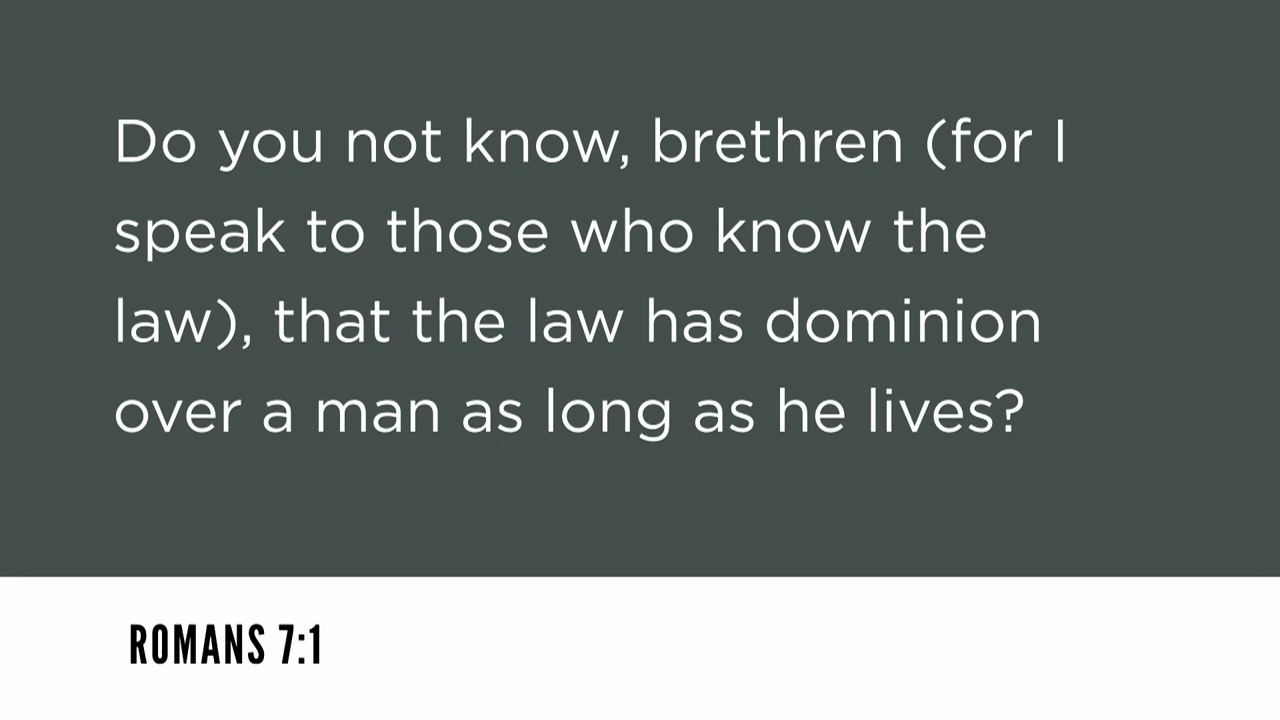 Do you not know, brethren (for I
speak to those who know the
law), that the law has dominion
over a man as long as he lives?
ROMANS 7:1